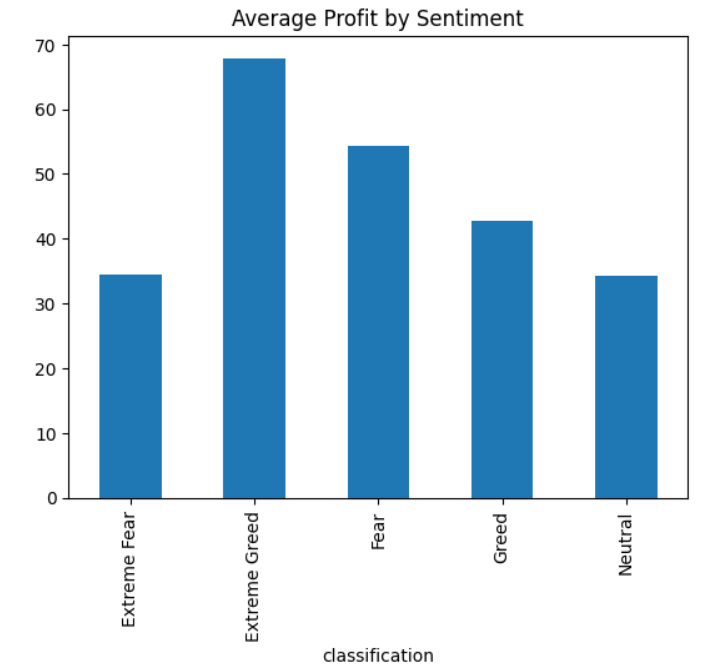 Average Profit by Sentiment
70
60
50
40
30
20
10
0
Extreme Fear
Extreme Greed
Fear
Greed
Neutral
classification